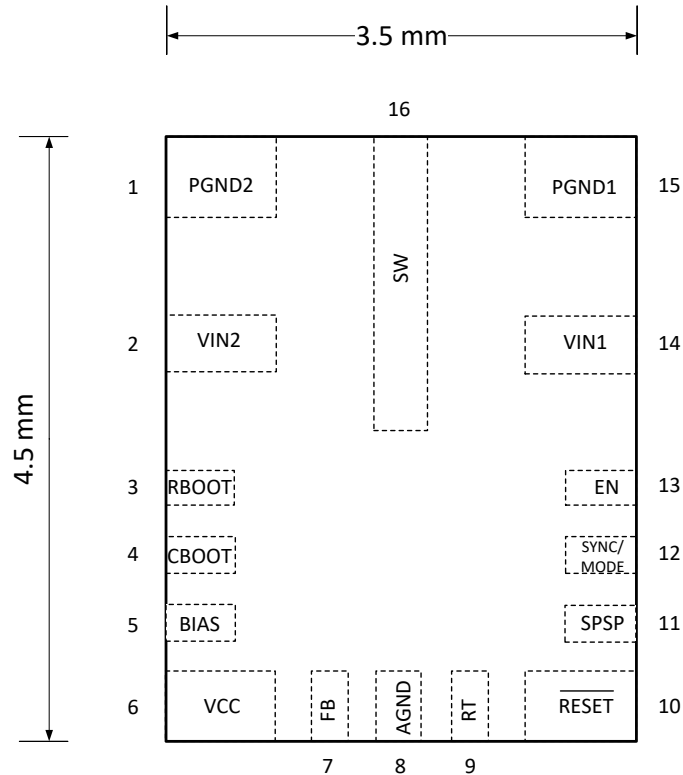 3.5 mm
16
1 PGND2 PGND1 15
SW
2 VIN2 VIN1 14
4.5 mm
3 RBOOT EN 13
4 CBOOT SYNC/
MODE 12
5 BIAS SPSP 11
6 VCC FB AGND RT RESET 10
7 8 9